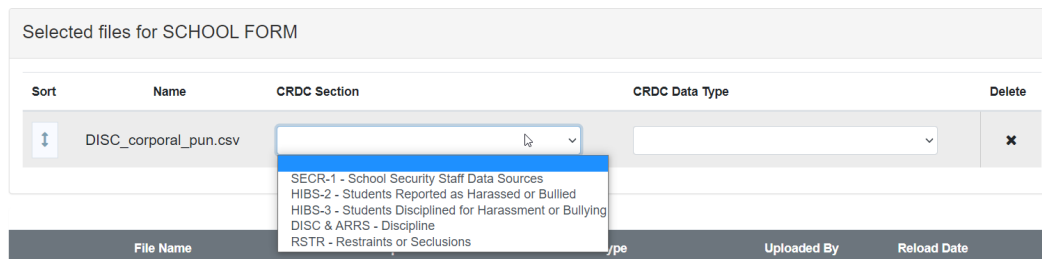 Selected files for SCHOOL FORM
Sort Name CRDC Section CRDC Data Type Delete
DISC_corporal_pun.csv
SECR-1 - School Security Staff Data Sources
HIBS-2 - Students Reported as Harassed or Bullied
HIBS-3 - Students Disciplined for Harassment or Bullying
DISC & ARRS - Discipline
RSTR - Restraints or Seclusions
File Name Uploaded By Reload Date